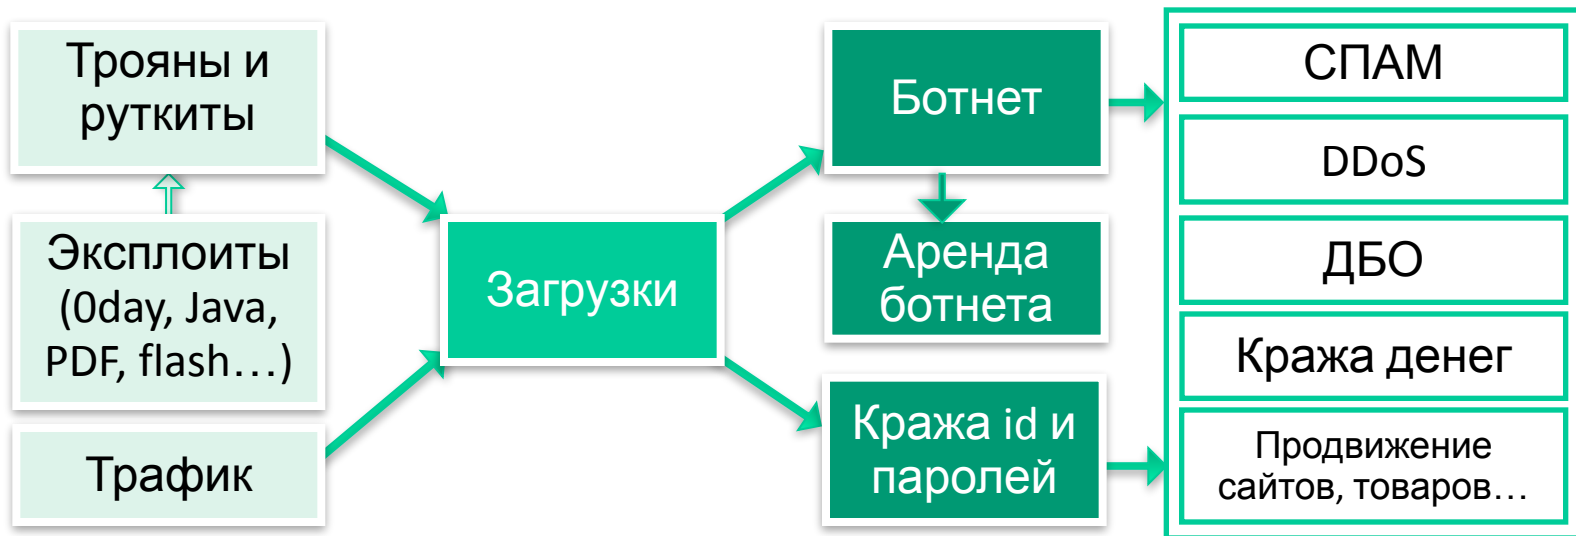 Трояны и
руткиты
Эксплоиты
(0day, Java,
PDF, flash...)
Трафик
Загрузки
Ботнет
Аренда
ботнета
Кража id и
паролей
СПАМ
DDoS
ДБО
Кража денег
Продвижение
сайтов, товаров...